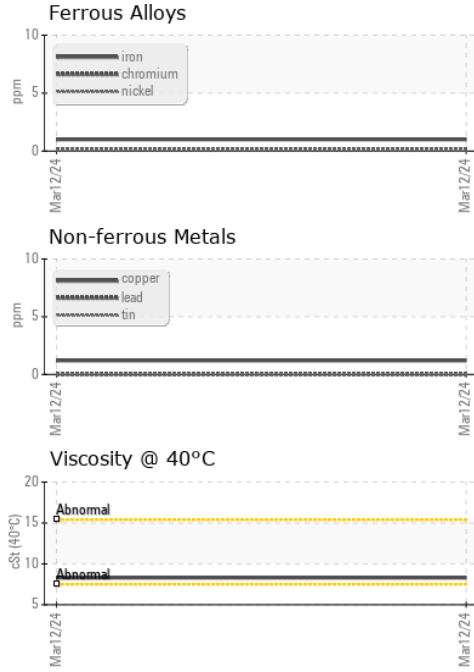 Ferrous Alloys
10
iron
chromium
nickel
ppm
5
0
Mar12/24
Mar12/24
Non-ferrous Metals
10
copper
lead
tin
ppm
5
0
Mar12/24
Mar12/24
Viscosity @ 40°C
20
Abnormal
15
cSt (40°C)
10
Abnormal
5
Mar12/24
Mar12/24